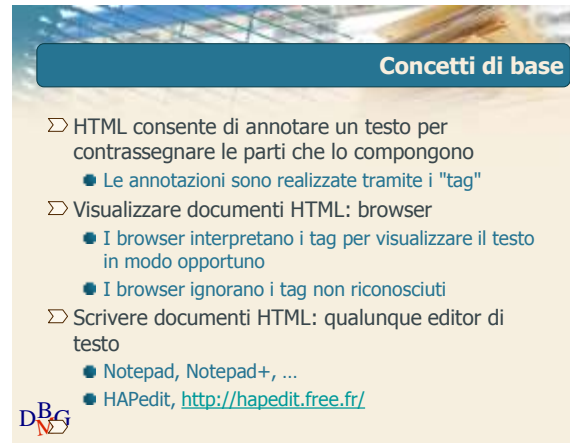 Concetti di base
HTML consente di annotare un testo per
contrassegnare le parti che lo compongono
Le annotazioni sono realizzate tramite i "tag"
Visualizzare documenti HTML: browser
I browser interpretano i tag per visualizzare il testo
in modo opportuno
I browser ignorano i tag non riconosciuti
Scrivere documenti HTML: qualunque editor di
testo
Notepad, Notepad+, …
HAPedit, http://hapedit.free.fr/
DBMG